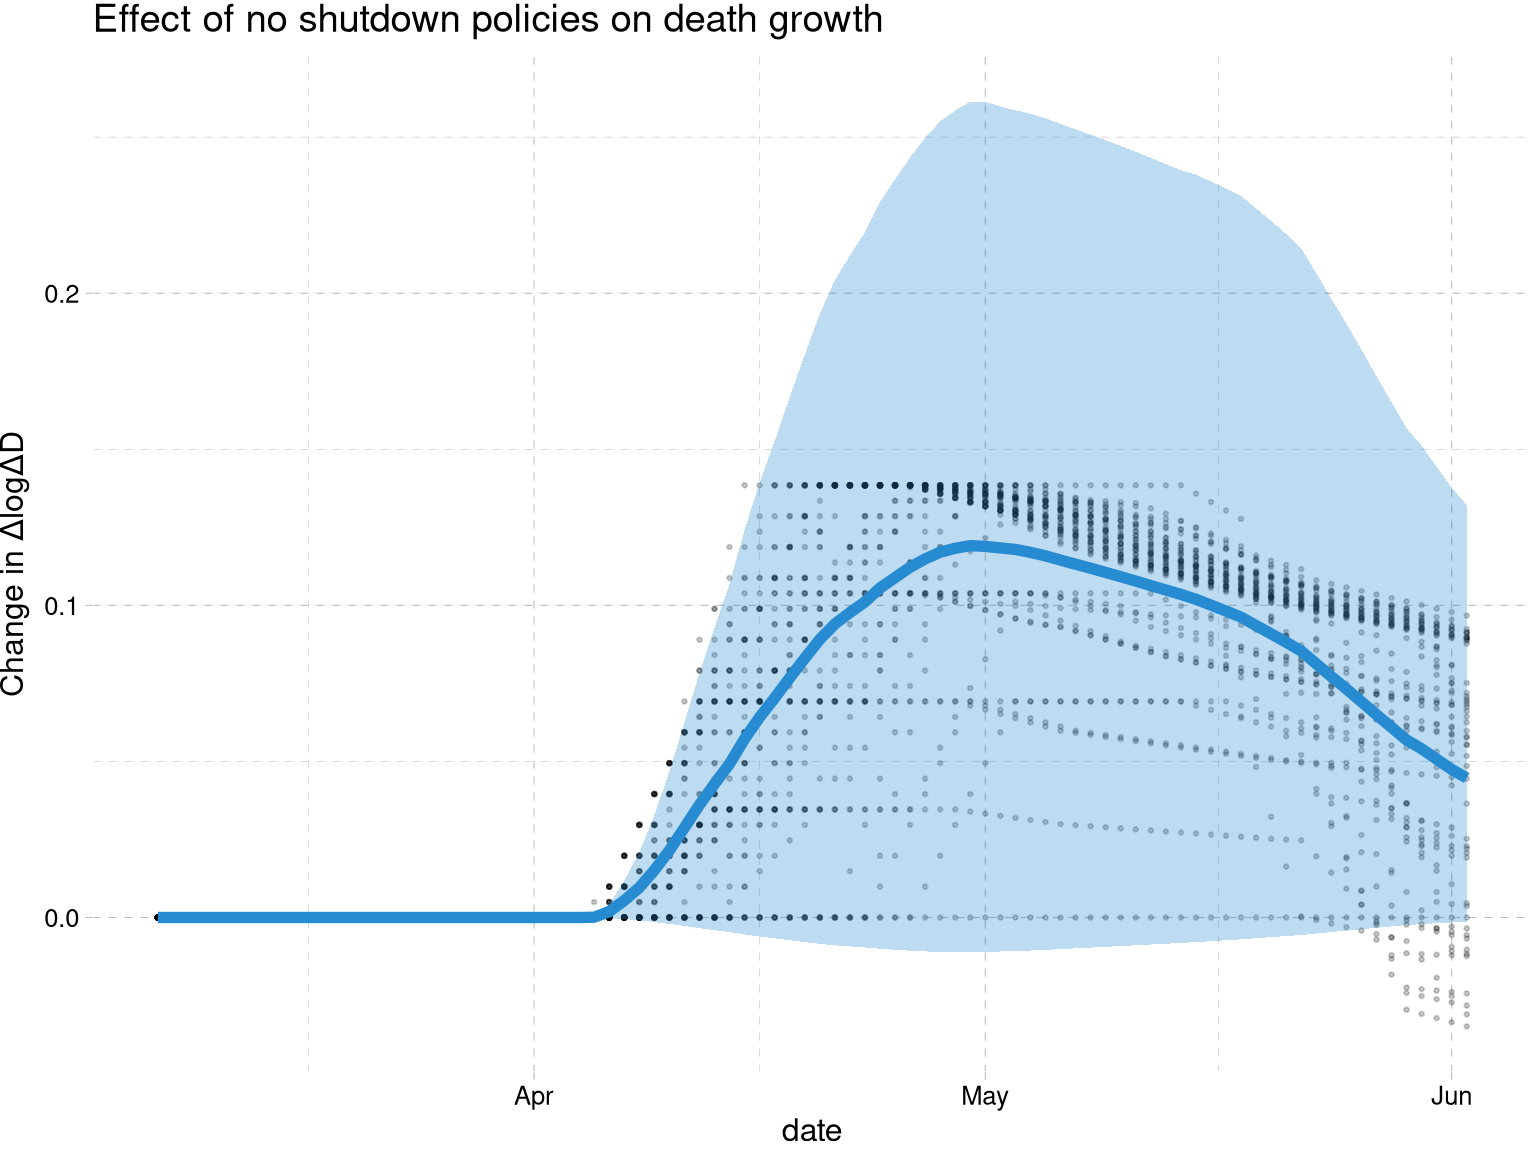 Effect of no shutdown policies on death growth
Change in ΔlogΔD
0.2
0.1
0.0
Apr
May
Jun
date